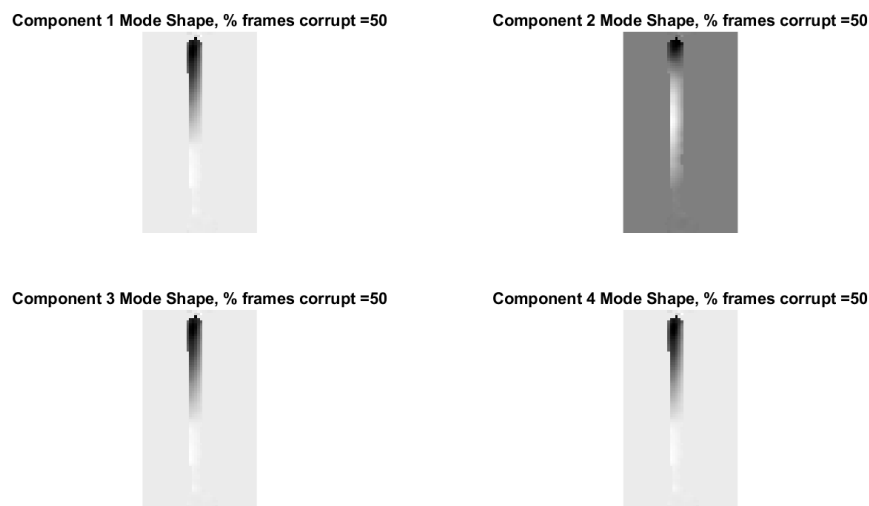 Component 1 Mode Shape, % frames corrupt =50
Component 2 Mode Shape, % frames corrupt =50
Component 3 Mode Shape, % frames corrupt =50
Component 4 Mode Shape, % frames corrupt =50